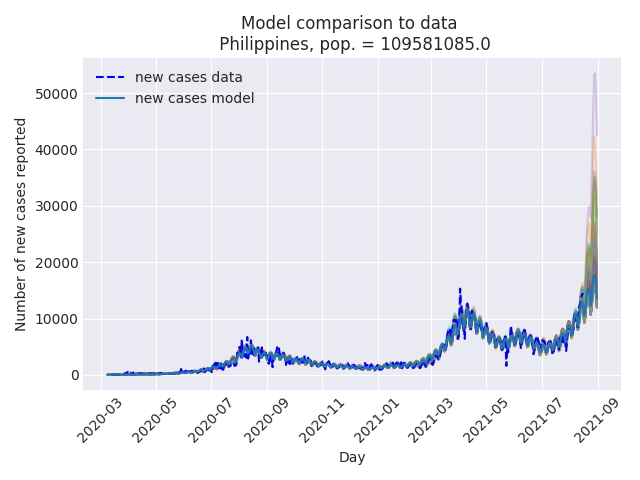 Model comparison to data
Philippines, pop. = 109581085.0
new cases data
new cases model
Number of new cases reported
50000
40000
30000
20000
10000
0
2020-03
2020-05
2020-07
2020-09
2020-11
2021-01
2021-03
2021-05
2021-07
2021-09
Day